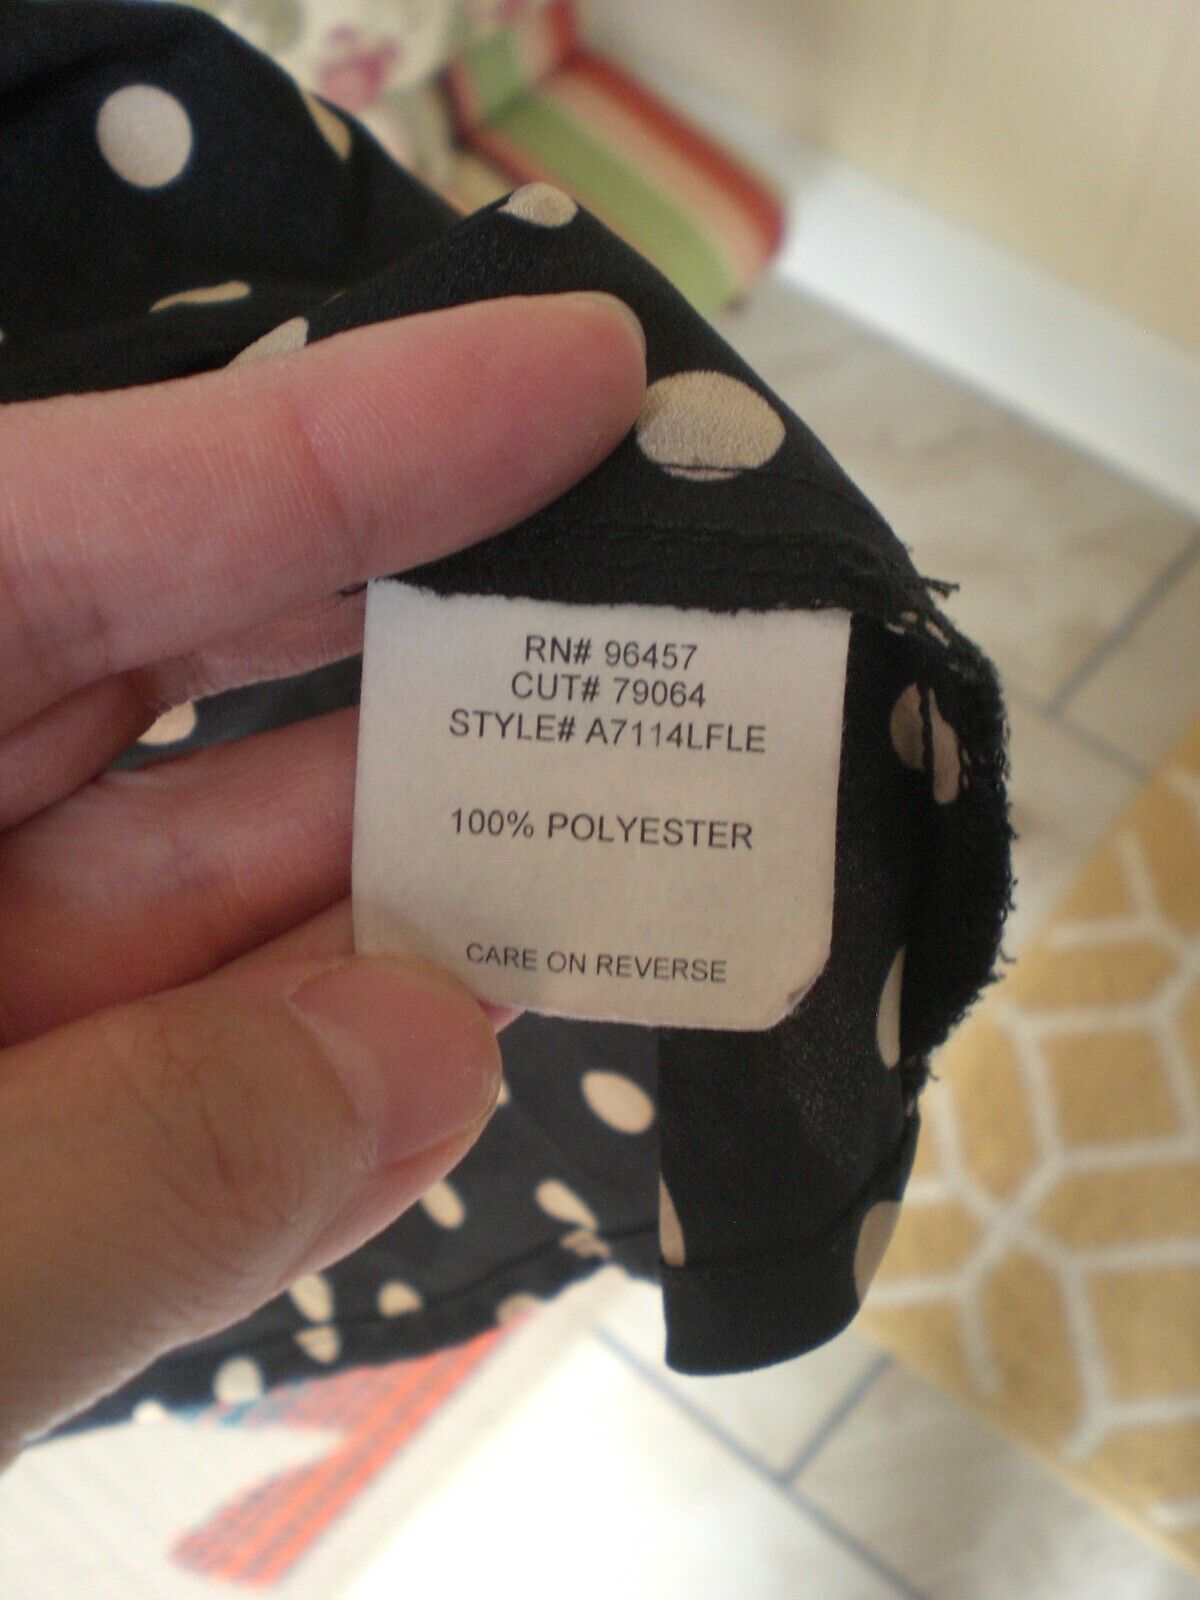 RN# 96457
CUT# 79064
STYLE# A7114LFLE
100% POLYESTER
CARE ON REVERSE